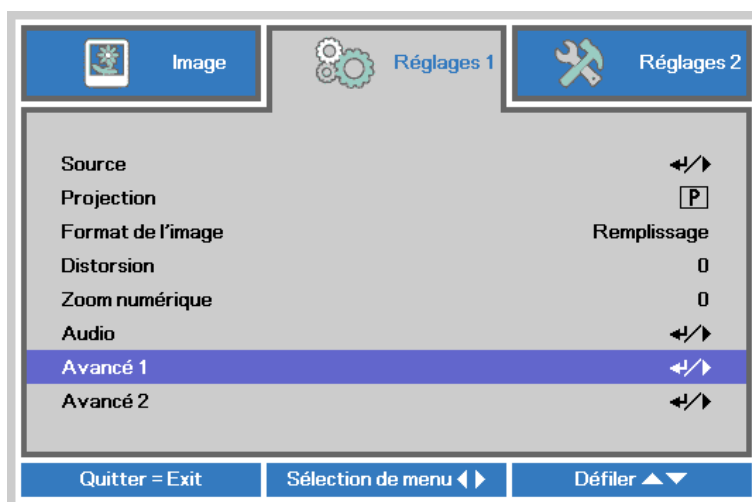 Image
Réglages 1
Réglages 2
Source
Projection P
Format de l'image Remplissage
Distorsion 0
Zoom numérique 0
Audio
Avancé 1
Avancé 2
Quitter = Exit
Sélection de menu
Défiler